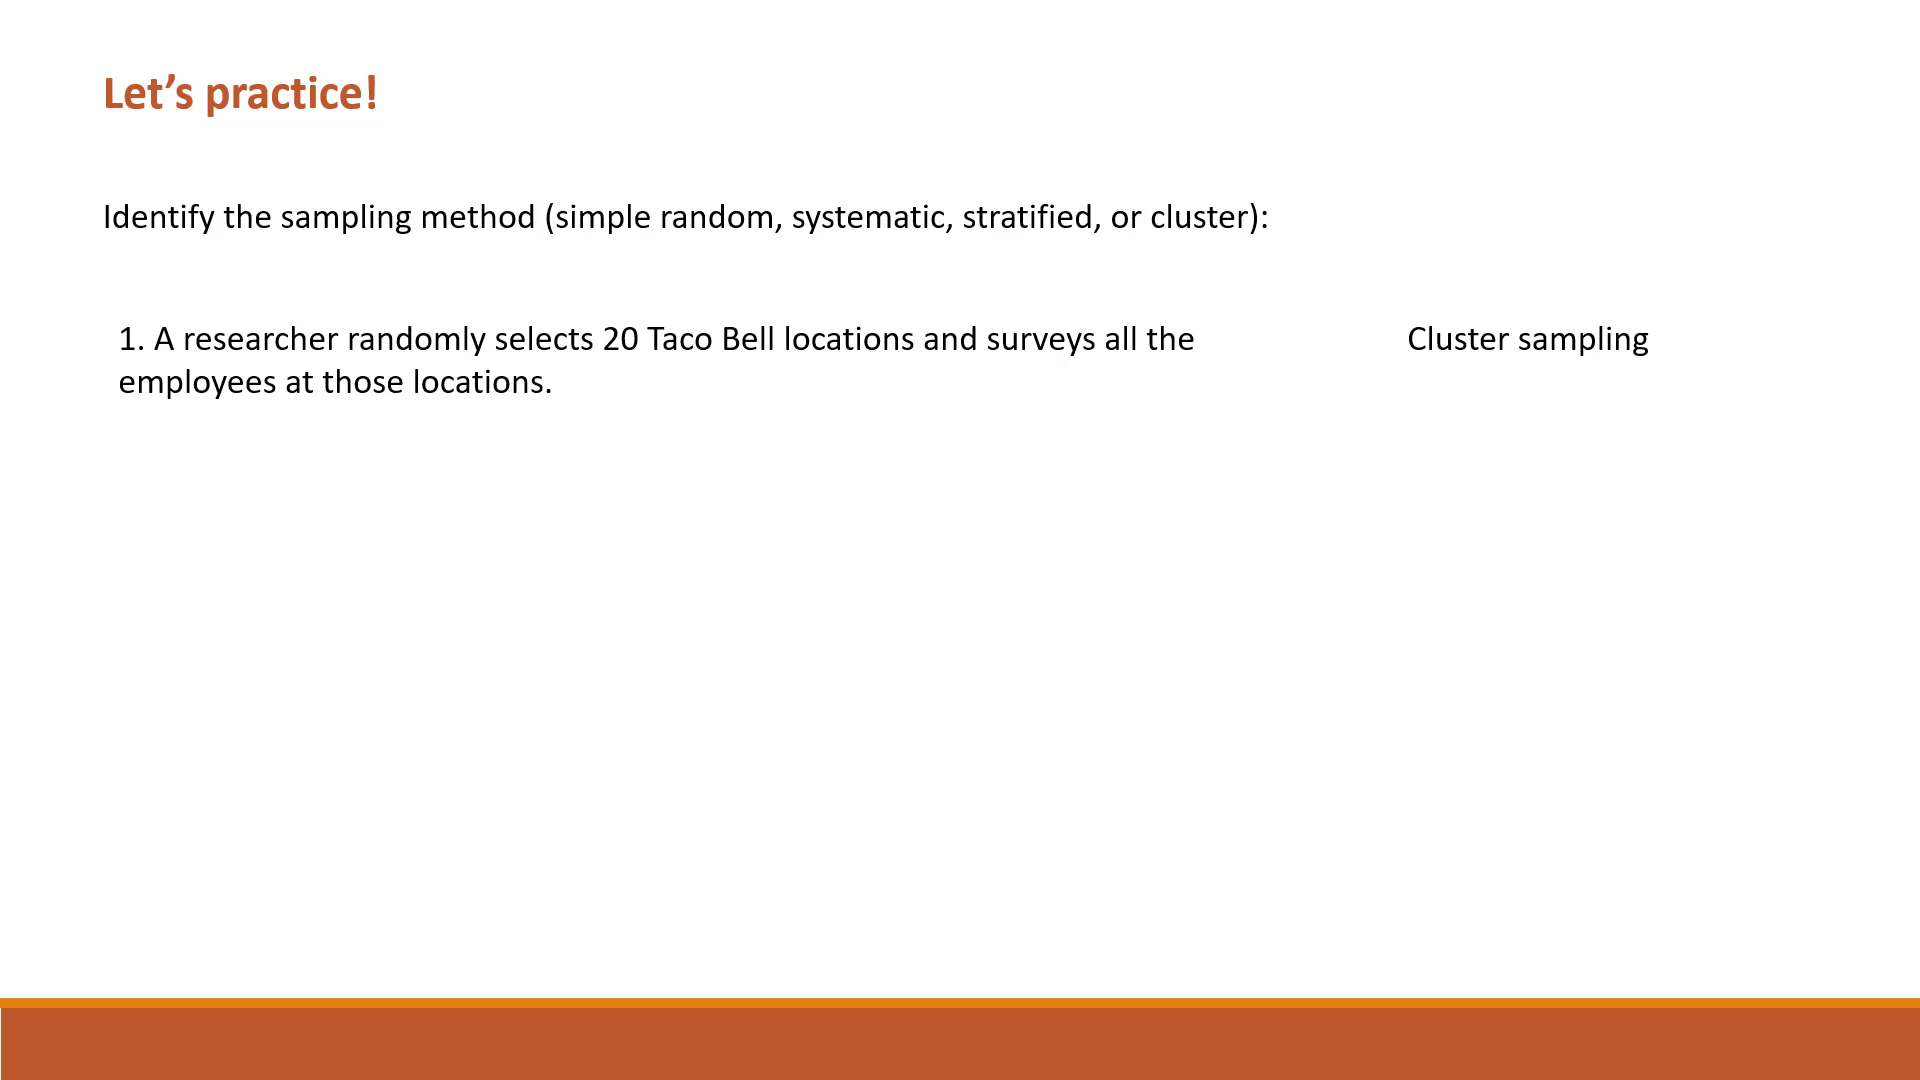 Let’s practice!
Identify the sampling method (simple random, systematic, stratified, or cluster):
1. A researcher randomly selects 20 Taco Bell locations and surveys all the
employees at those locations.
Cluster sampling